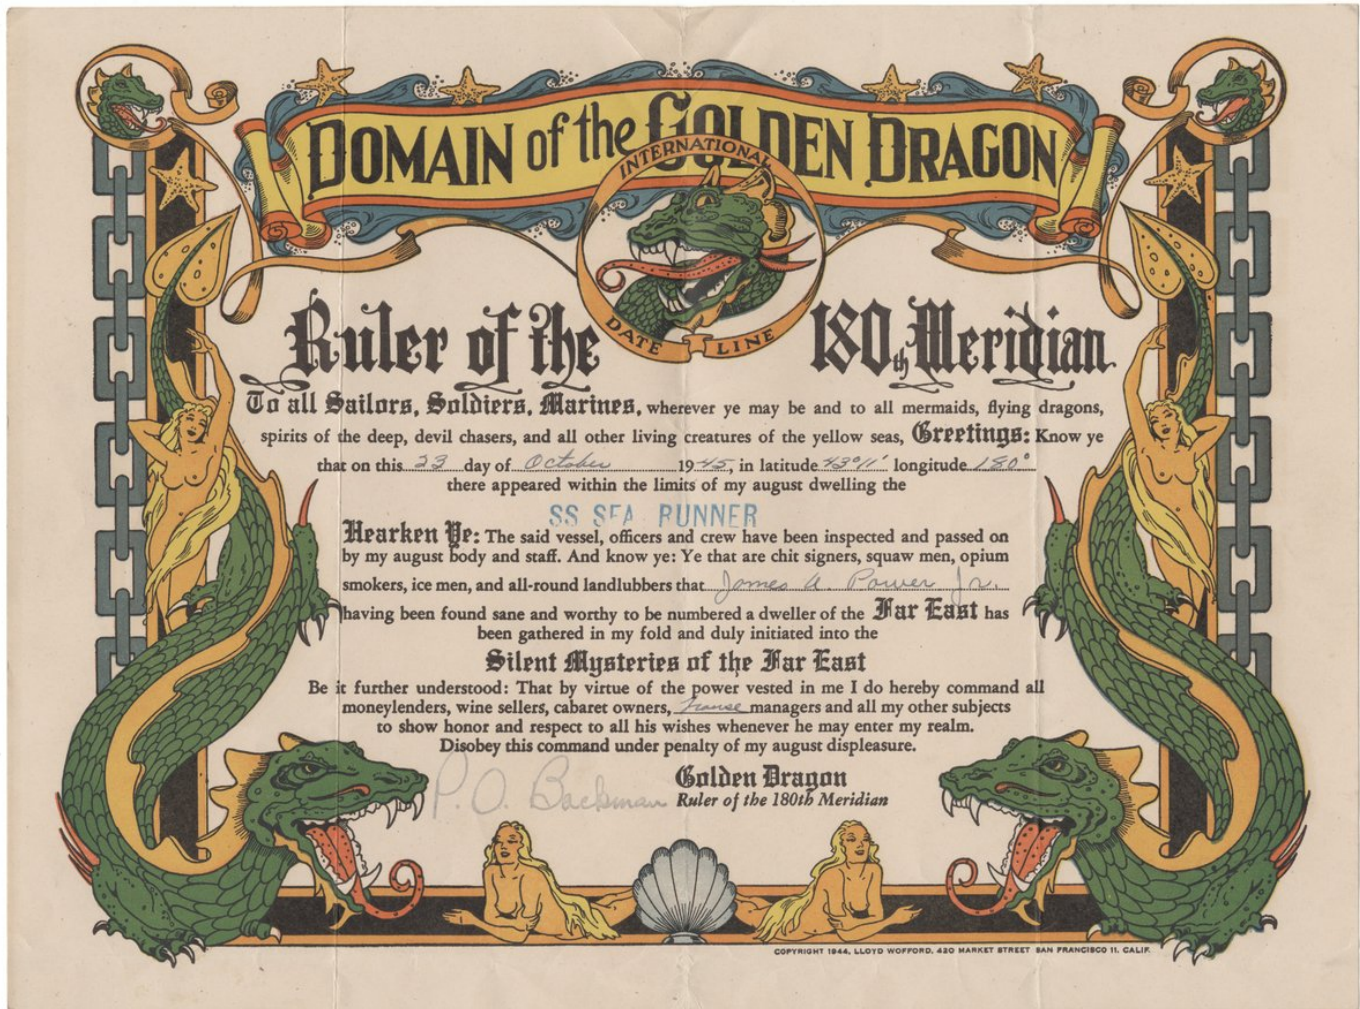 DOMAIN of the GOLDEN DRAGON
INTERNATIONAL
DATE LINE
Ruler of the 180th Meridian
To all Sailors, Soldiers, Marines, wherever ye may be and to all mermaids, flying dragons,
spirits of the deep, devil chasers, and all other living creatures of the yellow seas, Greetings: Know ye
that on this 23 day of October 1945, in latitude 43°11' longitude 180°
there appeared within the limits of my august dwelling the
SS SEA RUNNER
Hearken Ye: The said vessel, officers and crew have been inspected and passed on
by my august body and staff. And know ye: Ye that are chit signers, squaw men, opium
smokers, ice men, and all-round landlubbers that James A. Power Jr.
having been found sane and worthy to be numbered a dweller of the Far East has
been gathered in my fold and duly initiated into the
Silent Mysteries of the Far East
Be it further understood: That by virtue of the power vested in me I do hereby command all
moneylenders, wine sellers, cabaret owners, managers and all my other subjects
to show honor and respect to all his wishes whenever he may enter my realm.
Disobey this command under penalty of my august displeasure.
P. O. Backman
Golden Dragon
Ruler of the 180th Meridian
COPYRIGHT 1944, LLOYD WOFFORD, 420 MARKET STREET SAN FRANCISCO 11, CALIF.